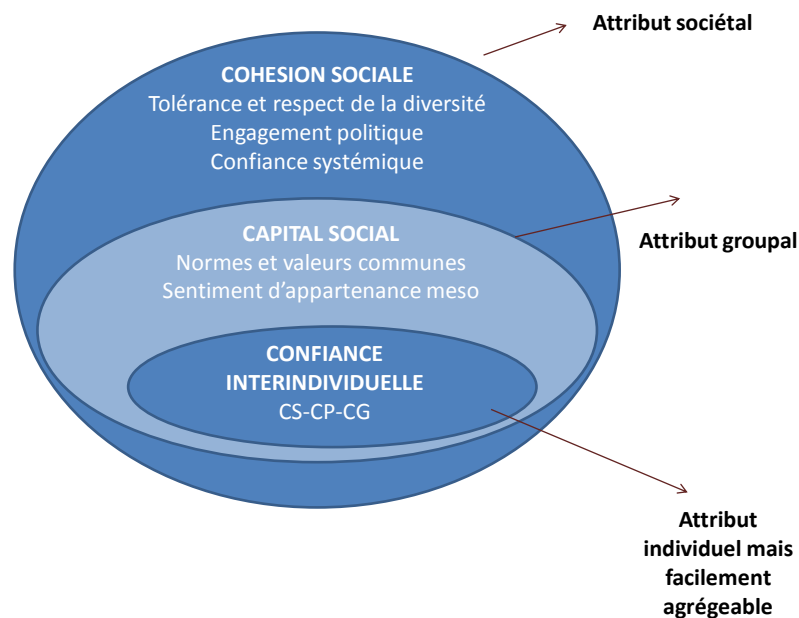 Attribut sociétal
COHESION SOCIALE
Tolérance et respect de la diversité
Engagement politique
Confiance systémique
CAPITAL SOCIAL
Normes et valeurs communes
Sentiment d'appartenance meso
Attribut groupal
CONFIANCE
INTERINDIVIDUELLE
CS-CP-CG
Attribut
individuel mais
facilement
agrégeable